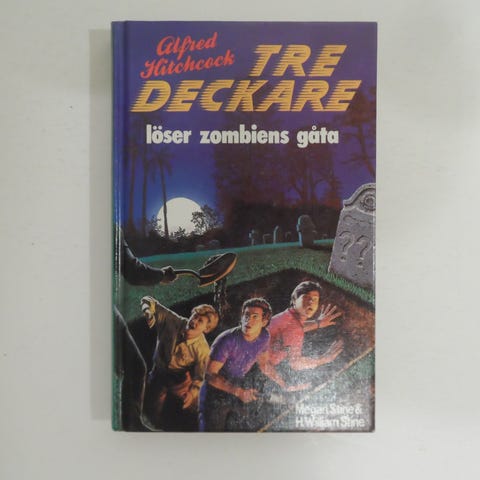 Alfred
Hitchcock
TRE
DECKARE
löser zombiens gåta
??
Megan Stine &
H. William Stine